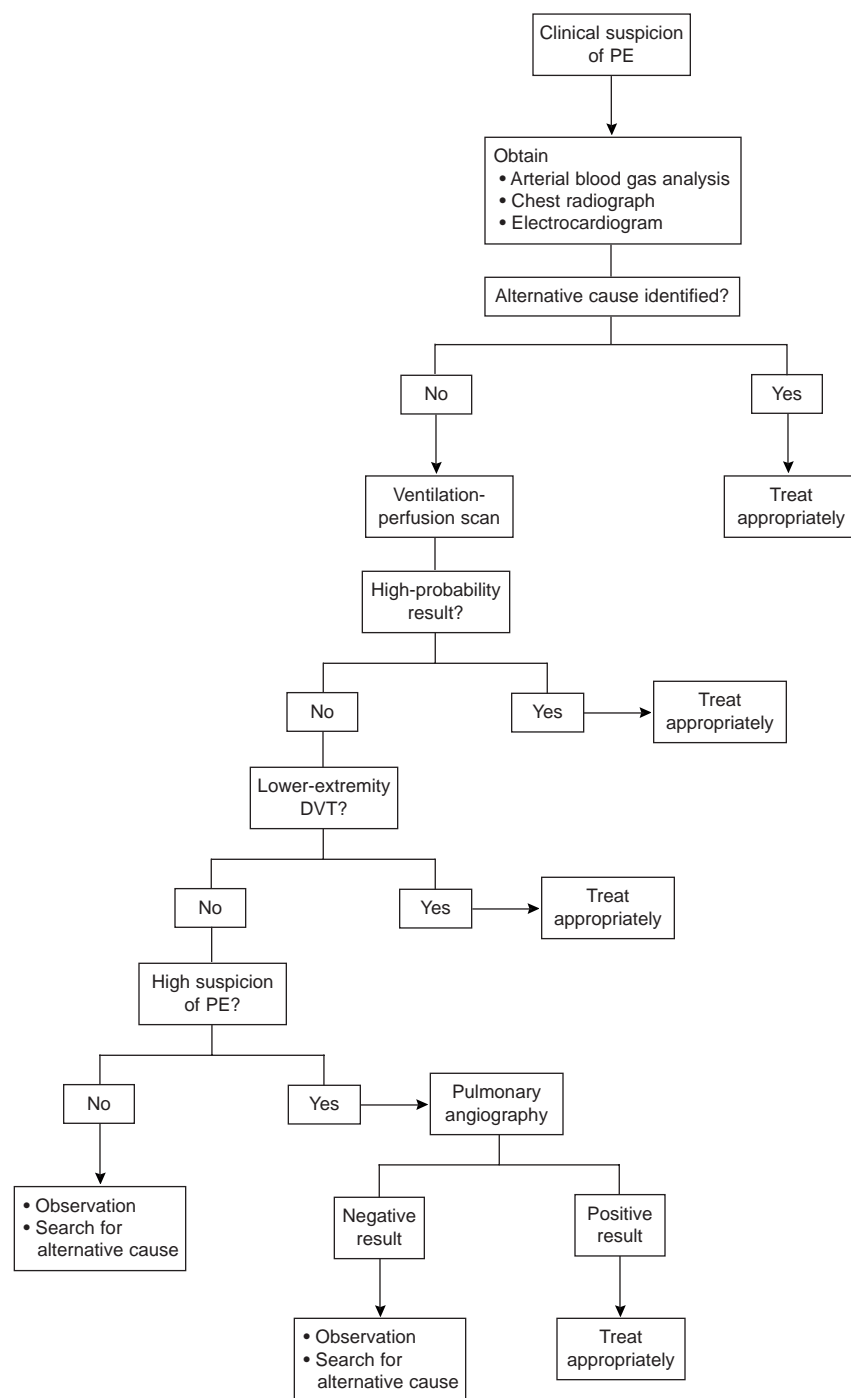 Clinical suspicion
of PE
Obtain
• Arterial blood gas analysis
• Chest radiograph
• Electrocardiogram
Alternative cause identified?
No
Yes
Ventilation-
perfusion scan
Treat
appropriately
High-probability
result?
No
Yes
Treat
appropriately
Lower-extremity
DVT?
No
Yes
Treat
appropriately
High suspicion
of PE?
No
Yes
Pulmonary
angiography
• Observation
• Search for
alternative cause
Negative
result
Positive
result
• Observation
• Search for
alternative cause
Treat
appropriately